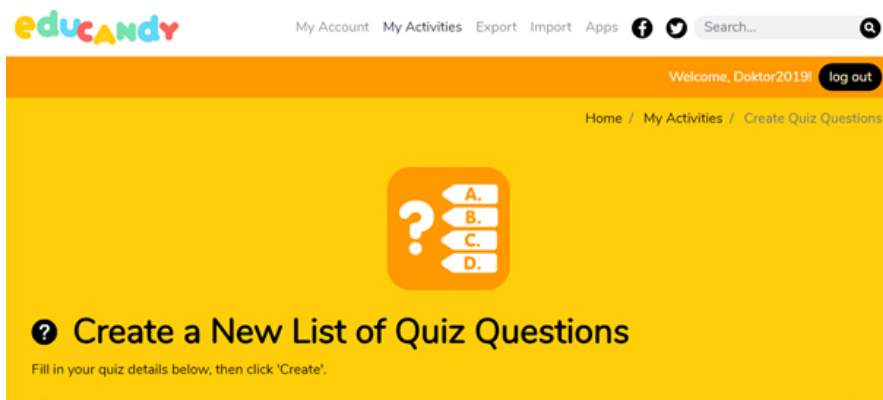 educandy
My Account My Activities Export Import Apps Search...
Welcome, Doktor2019! log out
Home / My Activities / Create Quiz Questions
?
A.
B.
C.
D.
? Create a New List of Quiz Questions
Fill in your quiz details below, then click 'Create'.